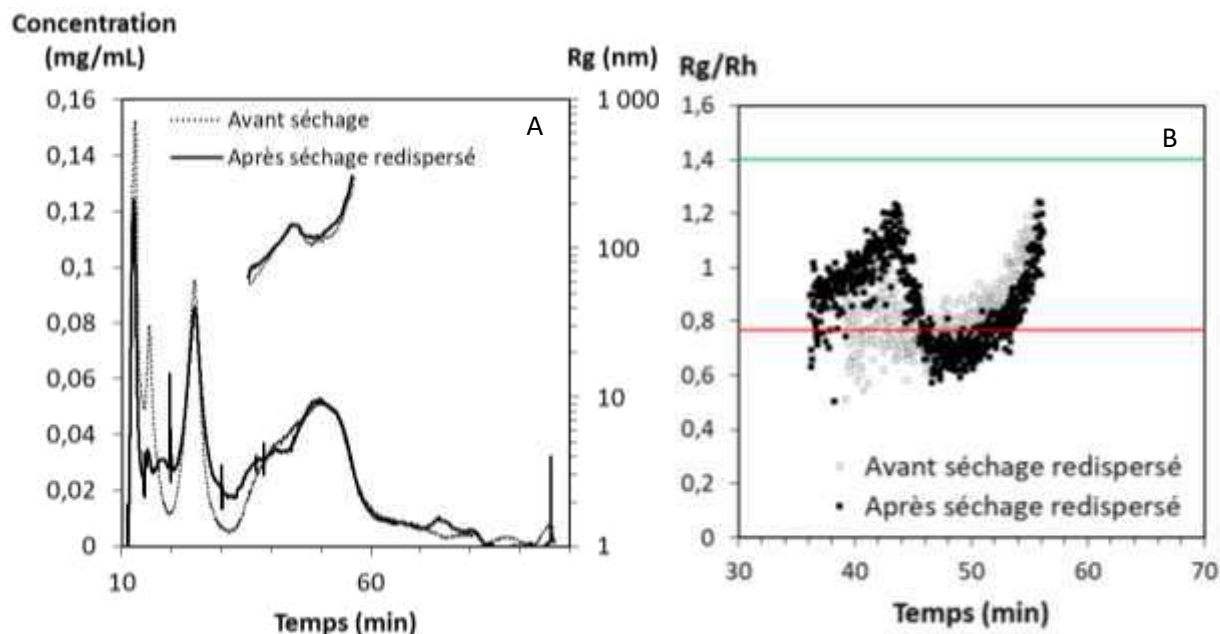 Concentration
(mg/mL)
Rg (nm)
0,16
0,14
0,12
0,1
0,08
0,06
0,04
0,02
0
1 000
100
10
1
Avant séchage
Après séchage redispersé
A
10
60
Temps (min)
Rg/Rh
1,6
1,4
1,2
1
0,8
0,6
0,4
0,2
0
B
Avant séchage redispersé
Après séchage redispersé
30
40
50
60
70
Temps (min)